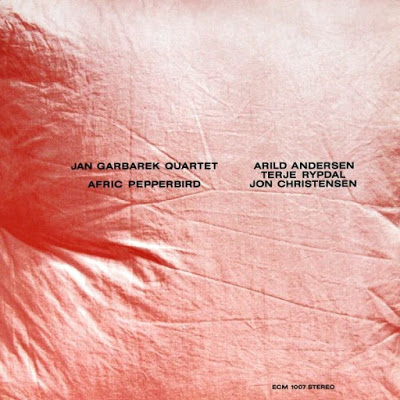 JAN GARBAREK QUARTET
AFRIC PEPPERBIRD
ARILD ANDERSEN
TERJE RYPDAL
JON CHRISTENSEN
ECM 1007 STEREO